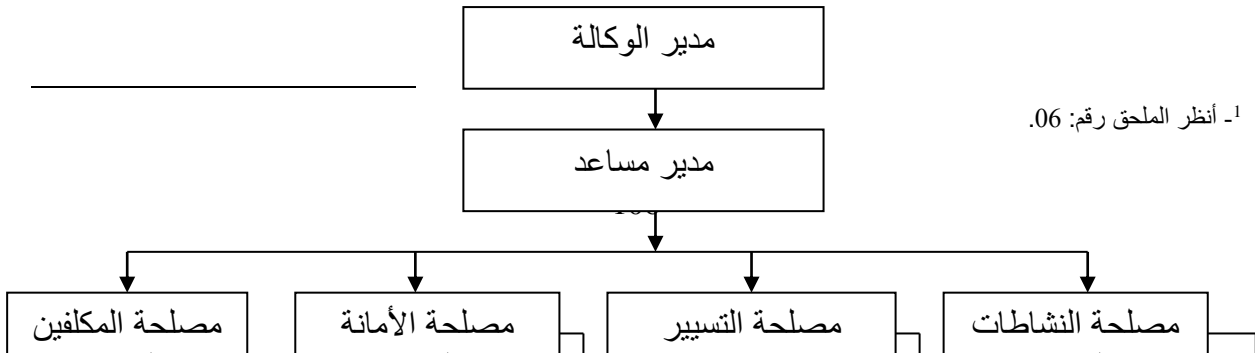 مدير الوكالة
¹- أنظر الملحق رقم: 06.
مدير مساعد
مصلحة النشاطات
مصلحة التسيير
مصلحة الأمانة
مصلحة المكلفين